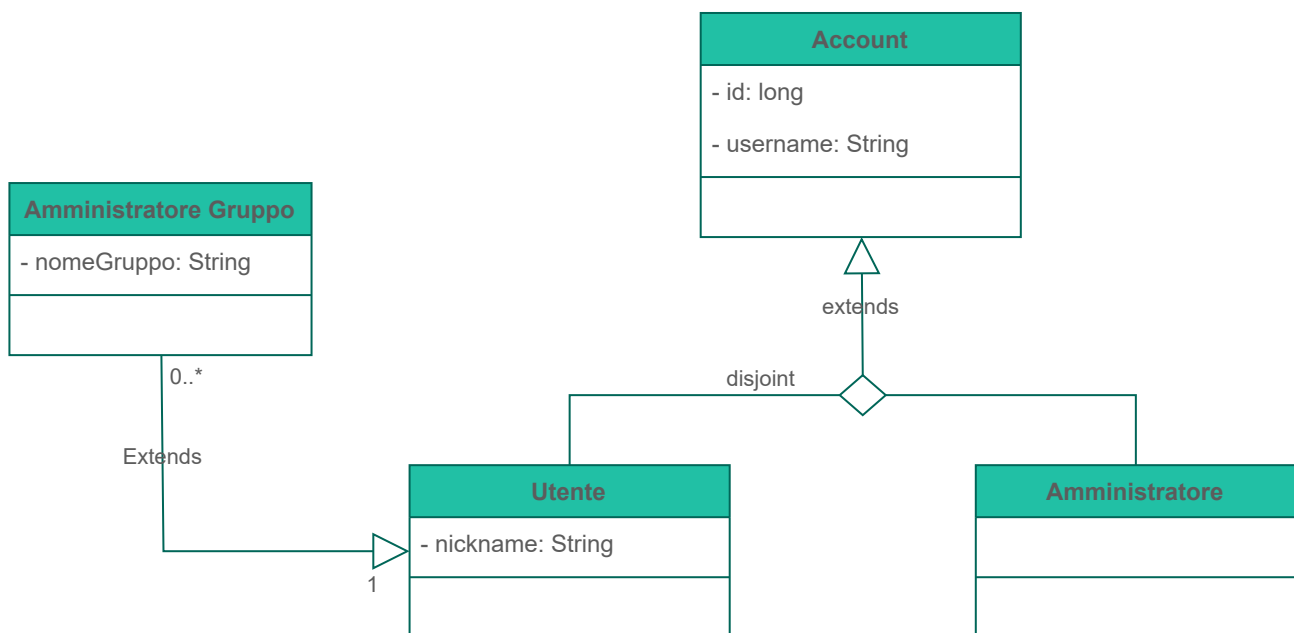 Account
- id: long
- username: String
Amministratore Gruppo
- nomeGruppo: String
extends
0..*
disjoint
Extends
Utente
Amministratore
- nickname: String
1